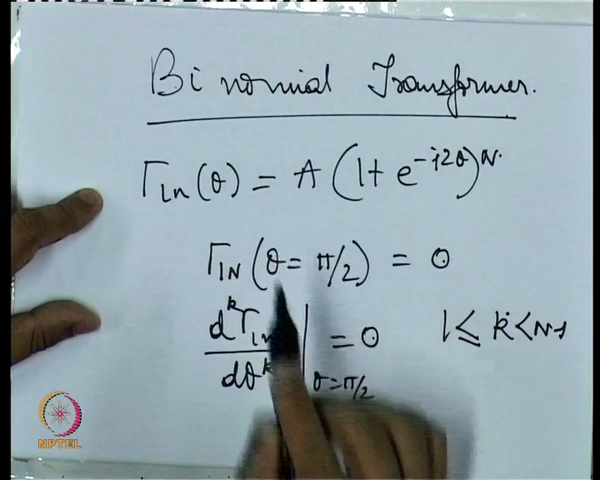 Binomial Transformer.
Γin(θ) = A (1+ e^-j2θ)^N.
ΓIN (θ = π/2) = 0
d^kΓin/dθ^k |θ=π/2 = 0 1 ≤ k < N-1
NPTEL